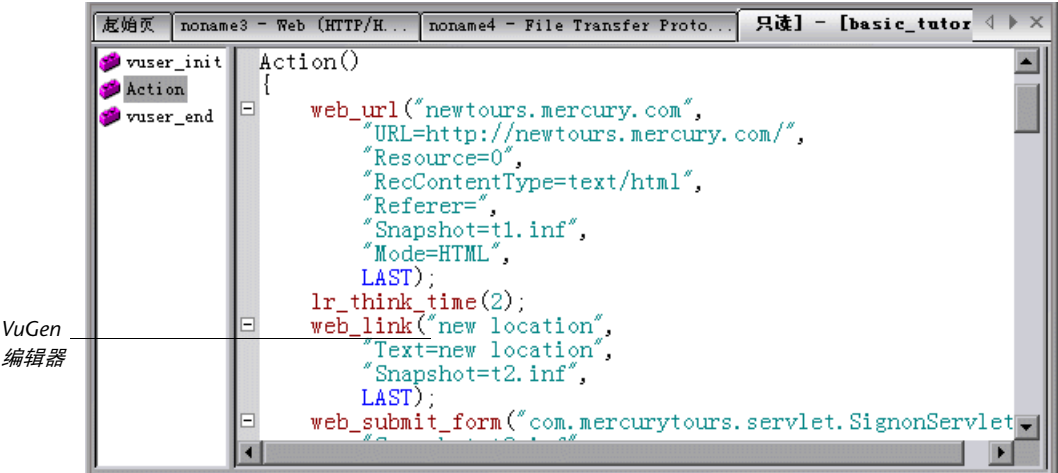 起始页 noname3 - Web (HTTP/H... noname4 - File Transfer Proto... 只读] - [basic_tutor
vuser_init
Action
vuser_end
Action()
{
web_url("newtours.mercury.com",
"URL=http://newtours.mercury.com/",
"Resource=0",
"RecContentType=text/html",
"Referer=",
"Snapshot=t1.inf",
"Mode=HTML",
LAST);
lr_think_time(2);
web_link("new location",
"Text=new location",
"Snapshot=t2.inf",
LAST);
web_submit_form("com.mercurytours.servlet.SignonServlet
VuGen
编辑器